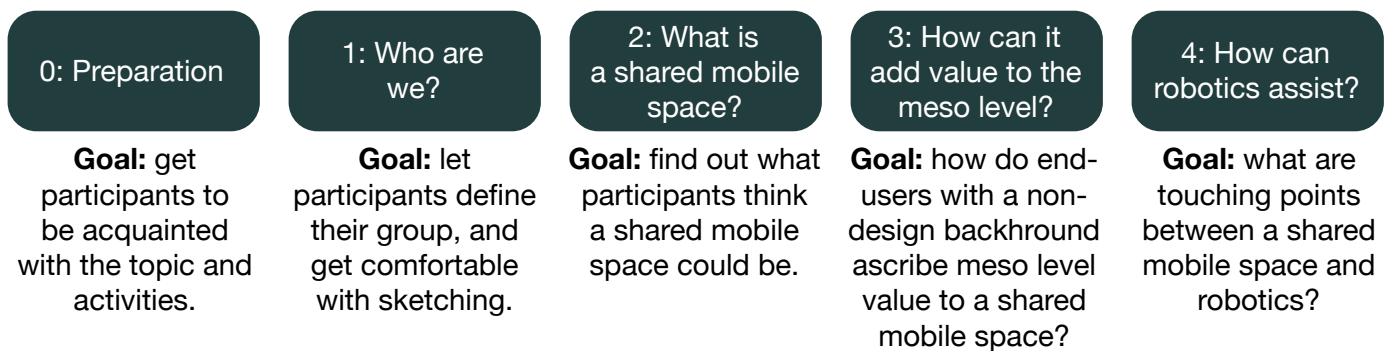 0: Preparation
1: Who are
we?
2: What is
a shared mobile
space?
3: How can it
add value to the
meso level?
4: How can
robotics assist?
Goal: get
participants to
be acquainted
with the topic and
activities.
Goal: let
participants define
their group, and
get comfortable
with sketching.
Goal: find out what
participants think
a shared mobile
space could be.
Goal: how do end-
users with a non-
design backhround
ascribe meso level
value to a shared
mobile space?
Goal: what are
touching points
between a shared
mobile space and
robotics?